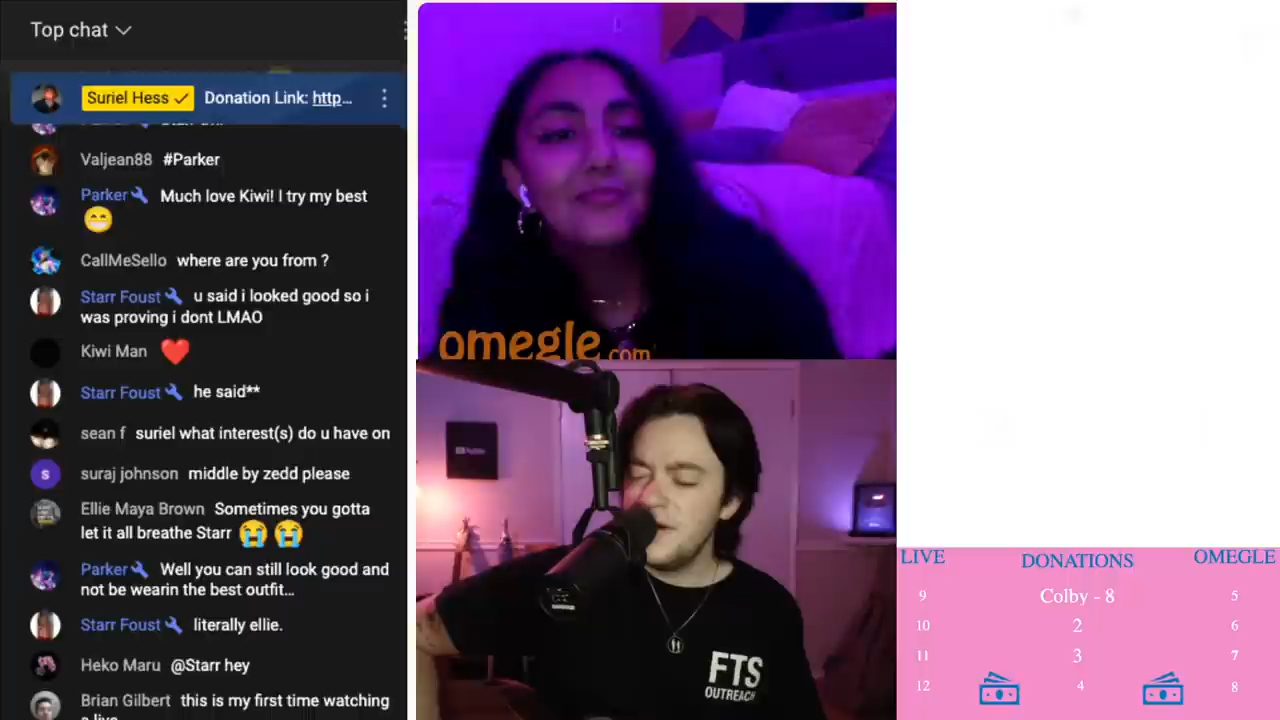 Top chat
Suriel Hess Donation Link: http...
Valjean88 #Parker
Parker Much love Kiwi! I try my best
CallMeSello where are you from ?
Starr Foust u said i looked good so i
was proving i dont LMAO
Kiwi Man
Starr Foust he said**
sean f suriel what interest(s) do u have on
suraj johnson middle by zedd please
Ellie Maya Brown Sometimes you gotta
let it all breathe Starr
Parker Well you can still look good and
not be wearin the best outfit...
Starr Foust literally ellie.
Heko Maru @Starr hey
Brian Gilbert this is my first time watching
omegle.com
FTS
OUTREACH
LIVE DONATIONS OMEGLE
9 Colby - 8 5
10 2 6
11 3 7
12 4 8